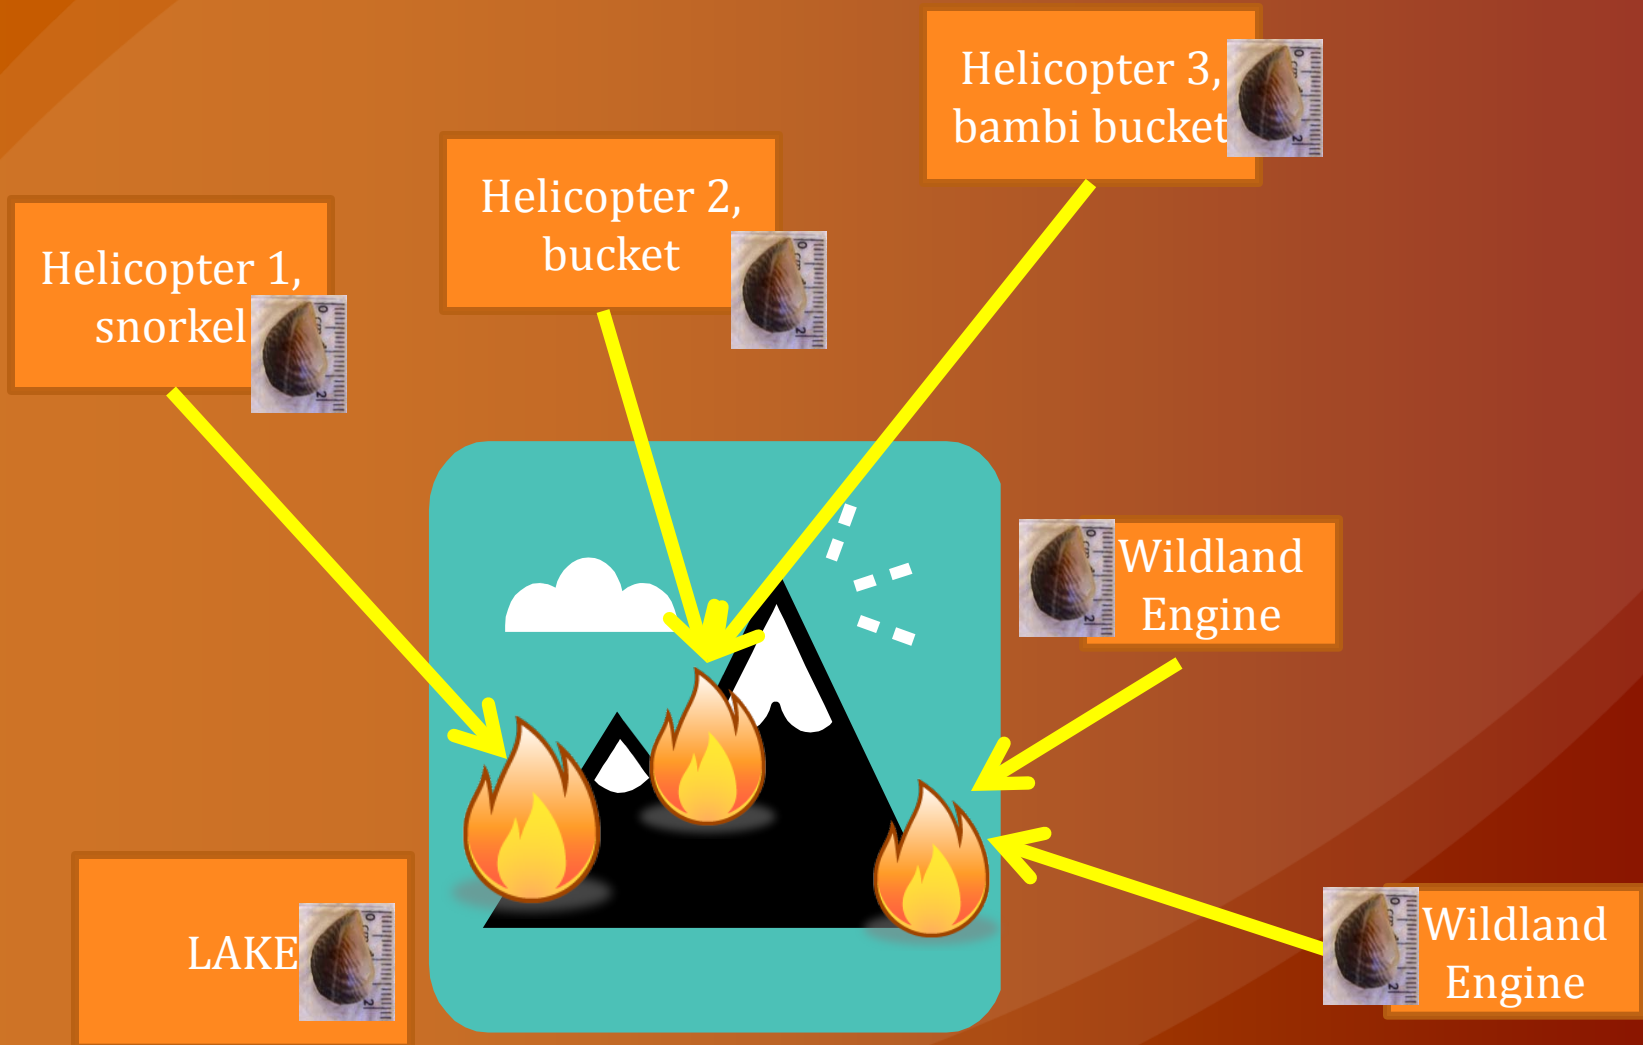 Helicopter 3,
bambi bucket
Helicopter 2,
bucket
Helicopter 1,
snorkel
Wildland
Engine
LAKE
Wildland
Engine